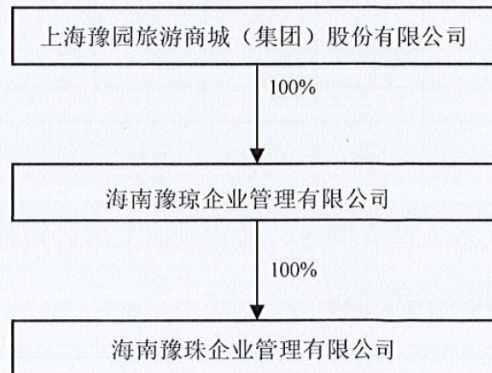 上海豫园旅游商城（集团）股份有限公司
100%
海南豫琼企业管理有限公司
100%
海南豫珠企业管理有限公司